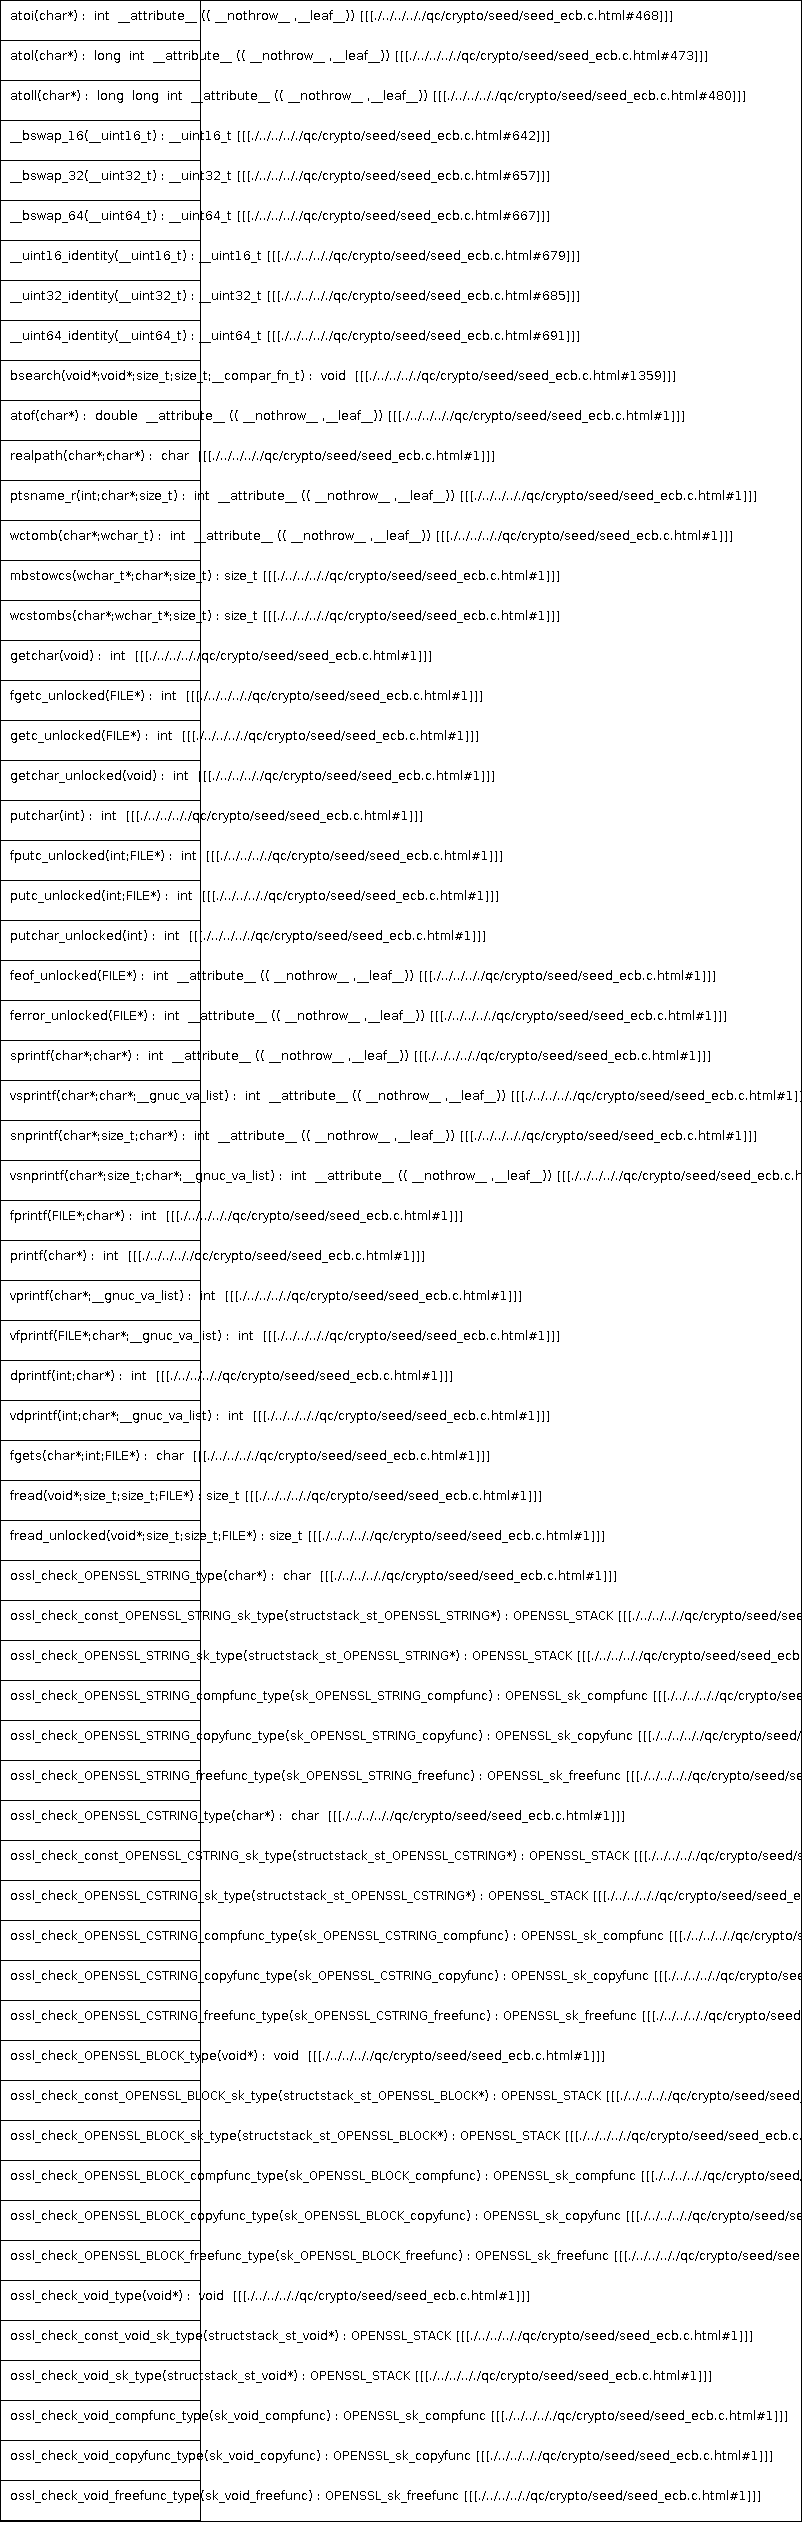 atoi(char*) :  int  __attribute__ (( __nothrow__ ,__leaf__)) [[[./../../../../qc/crypto/seed/seed_ecb.c.html#468]]]
atol(char*) :  long  int  __attribute__ (( __nothrow__ ,__leaf__)) [[[./../../../../qc/crypto/seed/seed_ecb.c.html#473]]]
atoll(char*) :  long  long  int  __attribute__ (( __nothrow__ ,__leaf__)) [[[./../../../../qc/crypto/seed/seed_ecb.c.html#480]]]
__bswap_16(__uint16_t) : __uint16_t [[[./../../../../qc/crypto/seed/seed_ecb.c.html#642]]]
__bswap_32(__uint32_t) : __uint32_t [[[./../../../../qc/crypto/seed/seed_ecb.c.html#657]]]
__bswap_64(__uint64_t) : __uint64_t [[[./../../../../qc/crypto/seed/seed_ecb.c.html#667]]]
__uint16_identity(__uint16_t) : __uint16_t [[[./../../../../qc/crypto/seed/seed_ecb.c.html#679]]]
__uint32_identity(__uint32_t) : __uint32_t [[[./../../../../qc/crypto/seed/seed_ecb.c.html#685]]]
__uint64_identity(__uint64_t) : __uint64_t [[[./../../../../qc/crypto/seed/seed_ecb.c.html#691]]]
bsearch(void*;void*;size_t;size_t;__compar_fn_t) :  void  [[[./../../../../qc/crypto/seed/seed_ecb.c.html#1359]]]
atof(char*) :  double  __attribute__ (( __nothrow__ ,__leaf__)) [[[./../../../../qc/crypto/seed/seed_ecb.c.html#1]]]
realpath(char*;char*) :  char  [[[./../../../../qc/crypto/seed/seed_ecb.c.html#1]]]
ptsname_r(int;char*;size_t) :  int  __attribute__ (( __nothrow__ ,__leaf__)) [[[./../../../../qc/crypto/seed/seed_ecb.c.html#1]]]
wctomb(char*;wchar_t) :  int  __attribute__ (( __nothrow__ ,__leaf__)) [[[./../../../../qc/crypto/seed/seed_ecb.c.html#1]]]
mbstowcs(wchar_t*;char*;size_t) : size_t [[[./../../../../qc/crypto/seed/seed_ecb.c.html#1]]]
wcstombs(char*;wchar_t*;size_t) : size_t [[[./../../../../qc/crypto/seed/seed_ecb.c.html#1]]]
getchar(void) :  int  [[[./../../../../qc/crypto/seed/seed_ecb.c.html#1]]]
fgetc_unlocked(FILE*) :  int  [[[./../../../../qc/crypto/seed/seed_ecb.c.html#1]]]
getc_unlocked(FILE*) :  int  [[[./../../../../qc/crypto/seed/seed_ecb.c.html#1]]]
getchar_unlocked(void) :  int  [[[./../../../../qc/crypto/seed/seed_ecb.c.html#1]]]
putchar(int) :  int  [[[./../../../../qc/crypto/seed/seed_ecb.c.html#1]]]
fputc_unlocked(int;FILE*) :  int  [[[./../../../../qc/crypto/seed/seed_ecb.c.html#1]]]
putc_unlocked(int;FILE*) :  int  [[[./../../../../qc/crypto/seed/seed_ecb.c.html#1]]]
putchar_unlocked(int) :  int  [[[./../../../../qc/crypto/seed/seed_ecb.c.html#1]]]
feof_unlocked(FILE*) :  int  __attribute__ (( __nothrow__ ,__leaf__)) [[[./../../../../qc/crypto/seed/seed_ecb.c.html#1]]]
ferror_unlocked(FILE*) :  int  __attribute__ (( __nothrow__ ,__leaf__)) [[[./../../../../qc/crypto/seed/seed_ecb.c.html#1]]]
sprintf(char*;char*) :  int  __attribute__ (( __nothrow__ ,__leaf__)) [[[./../../../../qc/crypto/seed/seed_ecb.c.html#1]]]
vsprintf(char*;char*;__gnuc_va_list) :  int  __attribute__ (( __nothrow__ ,__leaf__)) [[[./../../../../qc/crypto/seed/seed_ecb.c.html#1]]
snprintf(char*;size_t;char*) :  int  __attribute__ (( __nothrow__ ,__leaf__)) [[[./../../../../qc/crypto/seed/seed_ecb.c.html#1]]]
vsnprintf(char*;size_t;char*;__gnuc_va_list) :  int  __attribute__ (( __nothrow__ ,__leaf__)) [[[./../../../../qc/crypto/seed/seed_ecb.c.h
fprintf(FILE*;char*) :  int  [[[./../../../../qc/crypto/seed/seed_ecb.c.html#1]]]
printf(char*) :  int  [[[./../../../../qc/crypto/seed/seed_ecb.c.html#1]]]
vprintf(char*;__gnuc_va_list) :  int  [[[./../../../../qc/crypto/seed/seed_ecb.c.html#1]]]
vfprintf(FILE*;char*;__gnuc_va_list) :  int  [[[./../../../../qc/crypto/seed/seed_ecb.c.html#1]]]
dprintf(int;char*) :  int  [[[./../../../../qc/crypto/seed/seed_ecb.c.html#1]]]
vdprintf(int;char*;__gnuc_va_list) :  int  [[[./../../../../qc/crypto/seed/seed_ecb.c.html#1]]]
fgets(char*;int;FILE*) :  char  [[[./../../../../qc/crypto/seed/seed_ecb.c.html#1]]]
fread(void*;size_t;size_t;FILE*) : size_t [[[./../../../../qc/crypto/seed/seed_ecb.c.html#1]]]
fread_unlocked(void*;size_t;size_t;FILE*) : size_t [[[./../../../../qc/crypto/seed/seed_ecb.c.html#1]]]
ossl_check_OPENSSL_STRING_type(char*) :  char  [[[./../../../../qc/crypto/seed/seed_ecb.c.html#1]]]
ossl_check_const_OPENSSL_STRING_sk_type(structstack_st_OPENSSL_STRING*) : OPENSSL_STACK [[[./../../../../qc/crypto/seed/see
ossl_check_OPENSSL_STRING_sk_type(structstack_st_OPENSSL_STRING*) : OPENSSL_STACK [[[./../../../../qc/crypto/seed/seed_ecb
ossl_check_OPENSSL_STRING_compfunc_type(sk_OPENSSL_STRING_compfunc) : OPENSSL_sk_compfunc [[[./../../../../qc/crypto/see
ossl_check_OPENSSL_STRING_copyfunc_type(sk_OPENSSL_STRING_copyfunc) : OPENSSL_sk_copyfunc [[[./../../../../qc/crypto/seed/
ossl_check_OPENSSL_STRING_freefunc_type(sk_OPENSSL_STRING_freefunc) : OPENSSL_sk_freefunc [[[./../../../../qc/crypto/seed/se
ossl_check_OPENSSL_CSTRING_type(char*) :  char  [[[./../../../../qc/crypto/seed/seed_ecb.c.html#1]]]
ossl_check_const_OPENSSL_CSTRING_sk_type(structstack_st_OPENSSL_CSTRING*) : OPENSSL_STACK [[[./../../../../qc/crypto/seed/s
ossl_check_OPENSSL_CSTRING_sk_type(structstack_st_OPENSSL_CSTRING*) : OPENSSL_STACK [[[./../../../../qc/crypto/seed/seed_e
ossl_check_OPENSSL_CSTRING_compfunc_type(sk_OPENSSL_CSTRING_compfunc) : OPENSSL_sk_compfunc [[[./../../../../qc/crypto/s
ossl_check_OPENSSL_CSTRING_copyfunc_type(sk_OPENSSL_CSTRING_copyfunc) : OPENSSL_sk_copyfunc [[[./../../../../qc/crypto/see
ossl_check_OPENSSL_CSTRING_freefunc_type(sk_OPENSSL_CSTRING_freefunc) : OPENSSL_sk_freefunc [[[./../../../../qc/crypto/seed
ossl_check_OPENSSL_BLOCK_type(void*) :  void  [[[./../../../../qc/crypto/seed/seed_ecb.c.html#1]]]
ossl_check_const_OPENSSL_BLOCK_sk_type(structstack_st_OPENSSL_BLOCK*) : OPENSSL_STACK [[[./../../../../qc/crypto/seed/seed_
ossl_check_OPENSSL_BLOCK_sk_type(structstack_st_OPENSSL_BLOCK*) : OPENSSL_STACK [[[./../../../../qc/crypto/seed/seed_ecb.c.
ossl_check_OPENSSL_BLOCK_compfunc_type(sk_OPENSSL_BLOCK_compfunc) : OPENSSL_sk_compfunc [[[./../../../../qc/crypto/seed/
ossl_check_OPENSSL_BLOCK_copyfunc_type(sk_OPENSSL_BLOCK_copyfunc) : OPENSSL_sk_copyfunc [[[./../../../../qc/crypto/seed/se
ossl_check_OPENSSL_BLOCK_freefunc_type(sk_OPENSSL_BLOCK_freefunc) : OPENSSL_sk_freefunc [[[./../../../../qc/crypto/seed/see
ossl_check_void_type(void*) :  void  [[[./../../../../qc/crypto/seed/seed_ecb.c.html#1]]]
ossl_check_const_void_sk_type(structstack_st_void*) : OPENSSL_STACK [[[./../../../../qc/crypto/seed/seed_ecb.c.html#1]]]
ossl_check_void_sk_type(structstack_st_void*) : OPENSSL_STACK [[[./../../../../qc/crypto/seed/seed_ecb.c.html#1]]]
ossl_check_void_compfunc_type(sk_void_compfunc) : OPENSSL_sk_compfunc [[[./../../../../qc/crypto/seed/seed_ecb.c.html#1]]]
ossl_check_void_copyfunc_type(sk_void_copyfunc) : OPENSSL_sk_copyfunc [[[./../../../../qc/crypto/seed/seed_ecb.c.html#1]]]
ossl_check_void_freefunc_type(sk_void_freefunc) : OPENSSL_sk_freefunc [[[./../../../../qc/crypto/seed/seed_ecb.c.html#1]]]